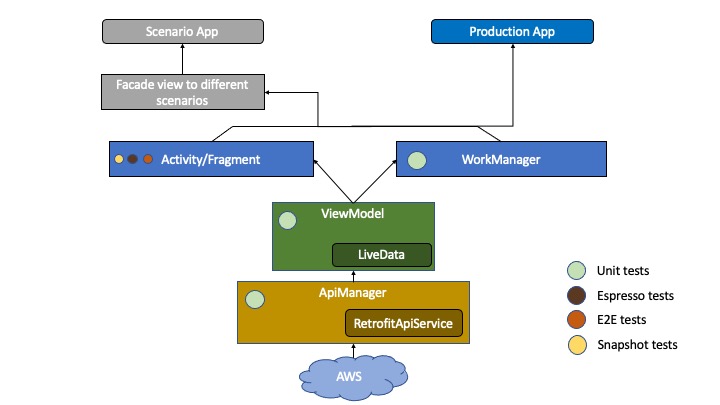 Scenario App
Production App
Facade view to different
scenarios
Activity/Fragment
WorkManager
ViewModel
LiveData
ApiManager
RetrofitApiService
AWS
Unit tests
Espresso tests
E2E tests
Snapshot tests